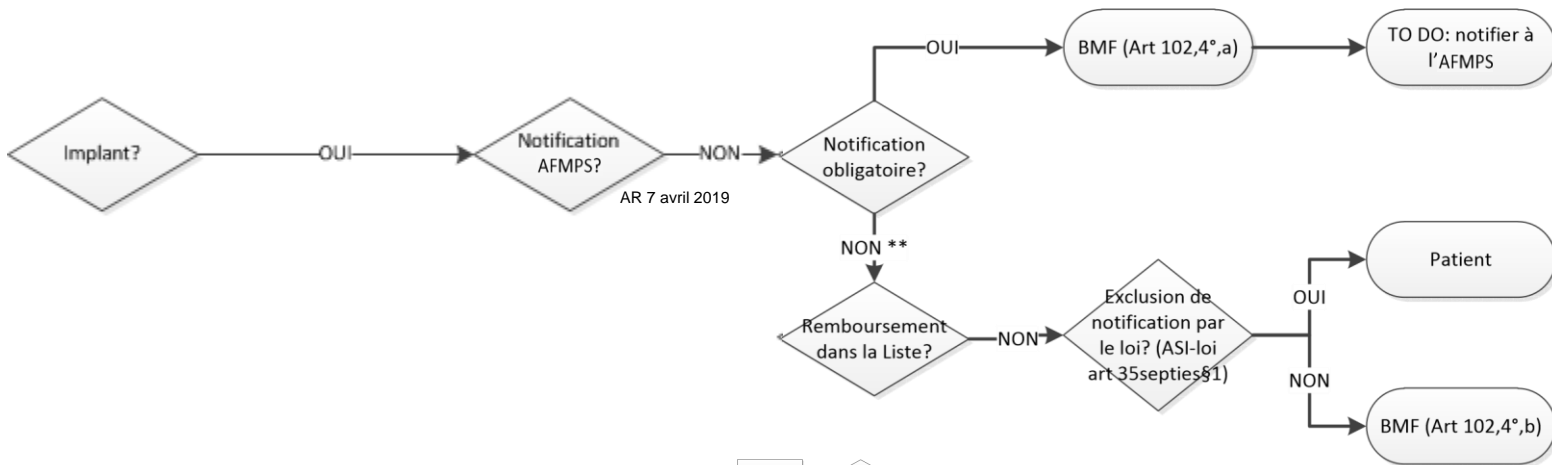 Implant?
OUI
Notification
AFMPS?
AR 7 avril 2019
NON
Notification
obligatoire?
OUI
BMF (Art 102,4°,a)
TO DO: notifier à
l'AFMPS
NON **
Remboursement
dans la Liste?
NON
Exclusion de
notification par
le loi? (ASI-loi
art 35septies§1)
OUI
Patient
NON
BMF (Art 102,4°,b)